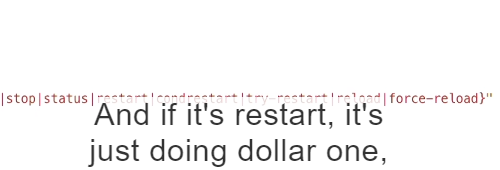 |stop|status|restart|condrestart|try-restart|reload|force-reload}"
And if it's restart, it's
just doing dollar one,